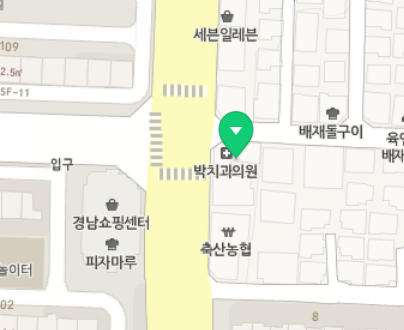 세븐일레븐
109
2.5㎡
5F-11
배재돌구이
육연
배재
입구
박치과의원
경남쇼핑센터
피자마루
축산농협
놀이터
02
8